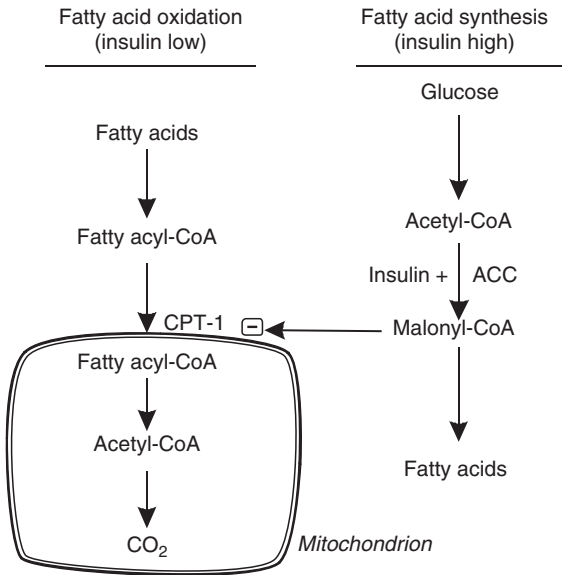 Fatty acid oxidation
(insulin low)
Fatty acids
Fatty acyl-CoA
CPT-1
−
Fatty acyl-CoA
Acetyl-CoA
CO₂
Mitochondrion
Fatty acid synthesis
(insulin high)
Glucose
Acetyl-CoA
Insulin + ACC
Malonyl-CoA
Fatty acids